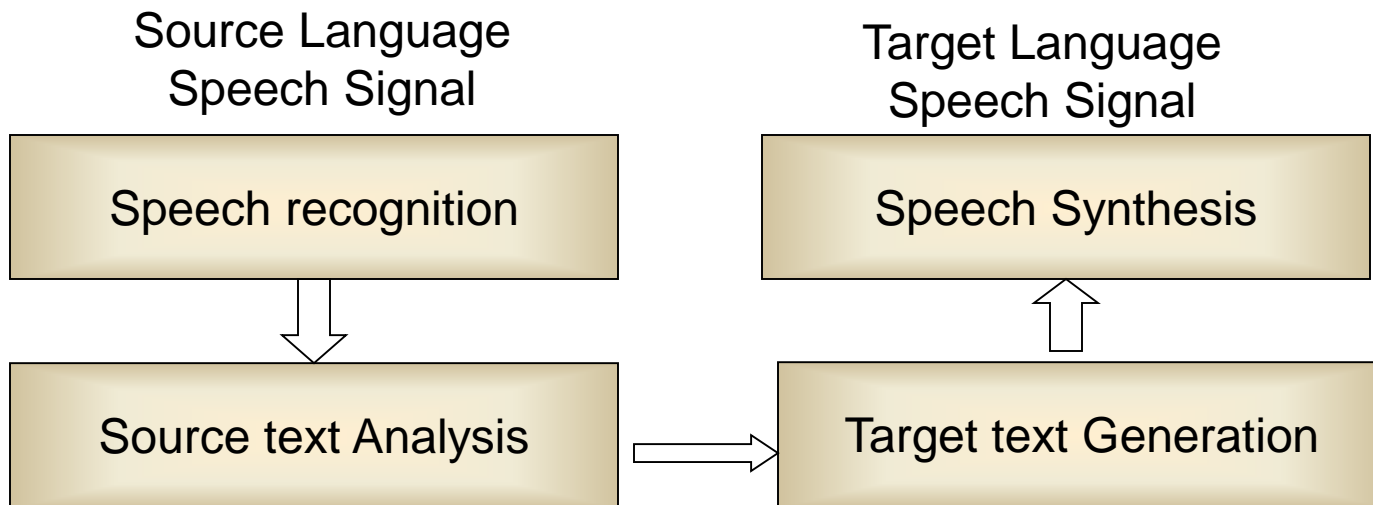 Source Language
Speech Signal
Target Language
Speech Signal
Speech recognition
Speech Synthesis
Source text Analysis
Target text Generation